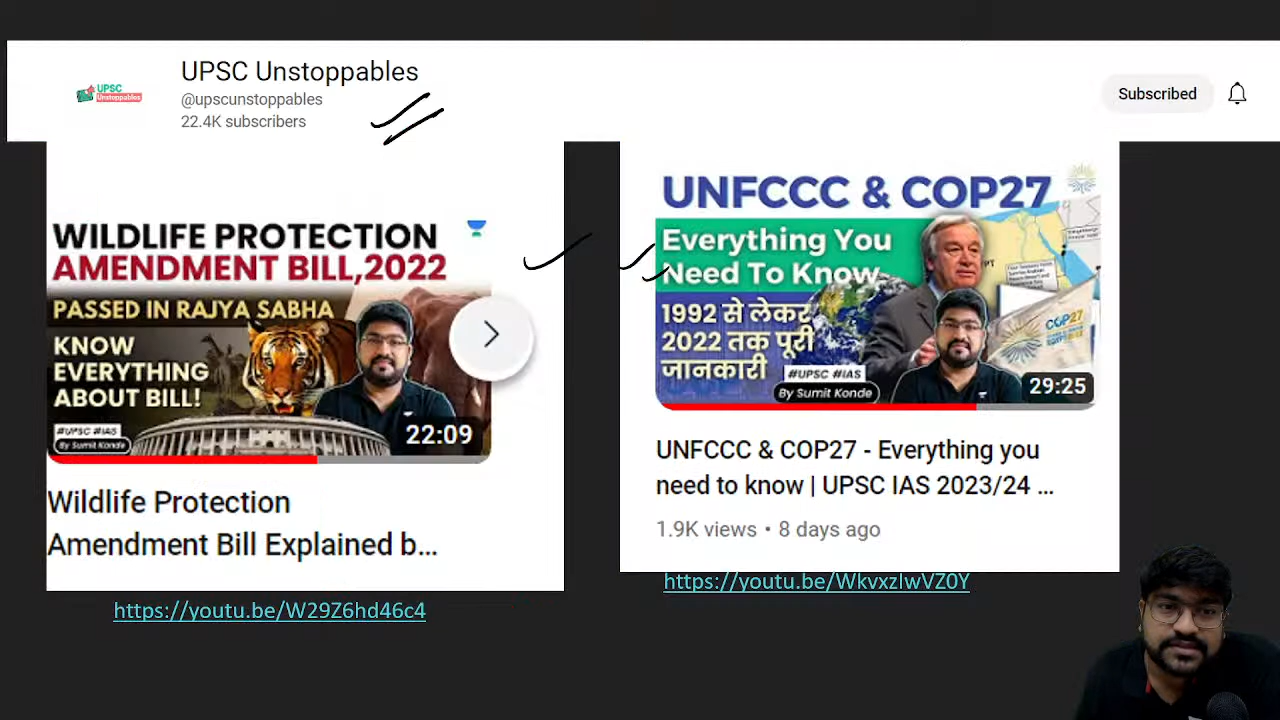 UPSC
Unstoppables
UPSC Unstoppables
@upscunstoppables
22.4K subscribers
Subscribed
WILDLIFE PROTECTION
AMENDMENT BILL,2022
PASSED IN RAJYA SABHA
KNOW
EVERYTHING
ABOUT BILL!
#UPSC #IAS
By Sumit Konde
22:09
Wildlife Protection
Amendment Bill Explained b...
https://youtu.be/W29Z6hd46c4
UNFCCC & COP27
Everything You
Need To Know
1992 से लेकर
2022 तक पूरी
जानकारी
#UPSC #IAS
By Sumit Konde
COP27
29:25
UNFCCC & COP27 - Everything you
need to know | UPSC IAS 2023/24 ...
1.9K views • 8 days ago
https://youtu.be/WkvxzlwVZ0Y